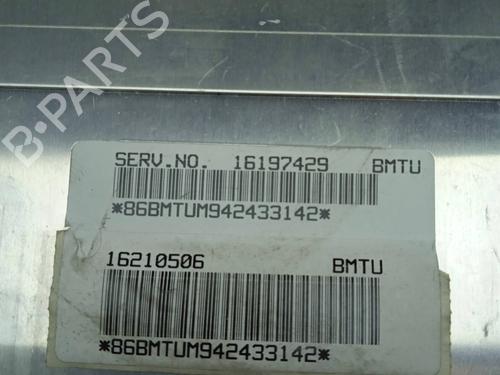 B-PARTS
SERV.NO. 16197429 BMTU
*86BMTUM942433142*
16210506 BMTU
*86BMTUM942433142*